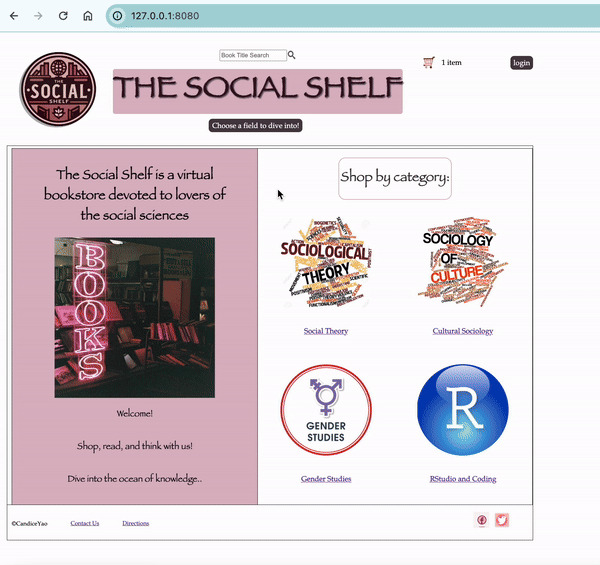 127.0.0.1:8080
Book Title Search
1 item
login
THE
SOCIAL
SHELF
THE SOCIAL SHELF
Choose a field to dive into!
The Social Shelf is a virtual
bookstore devoted to lovers of
the social sciences
BOOKS
Welcome!
Shop, read, and think with us!
Dive into the ocean of knowledge..
Shop by category:
SOCIOLOGICAL
THEORY
Social Theory
SOCIOLOGY
OF
CULTURE
Cultural Sociology
GENDER
STUDIES
Gender Studies
R
RStudio and Coding
©CandiceYao
Contact Us
Directions